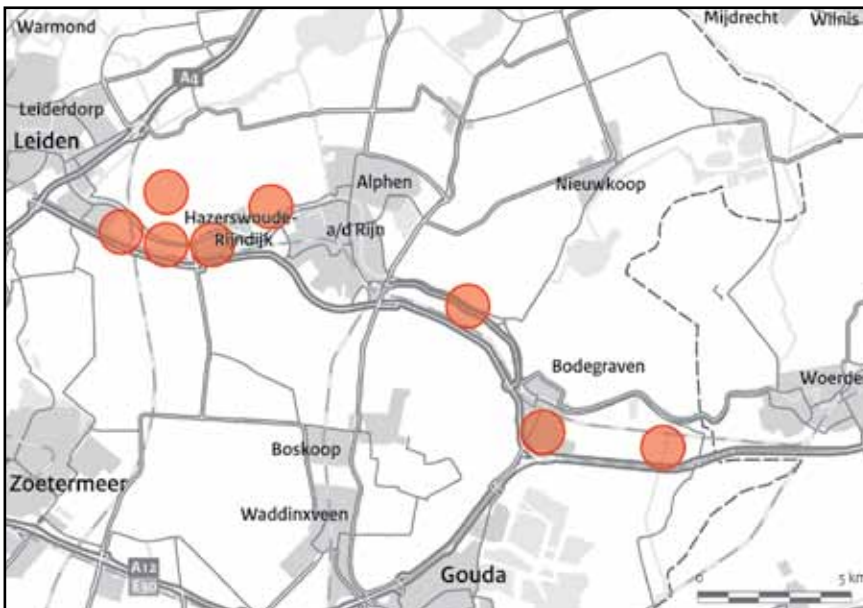 Mijdrecht
Wilnis
Warmond
A4
Leiderdorp
Leiden
Alphen
Nieuwkoop
Hazerswoude-
Rijndijk
a/d Rijn
Bodegraven
Woerde
Boskoop
Zoetermeer
Waddinxveen
A12
E30
Gouda
0
5 km